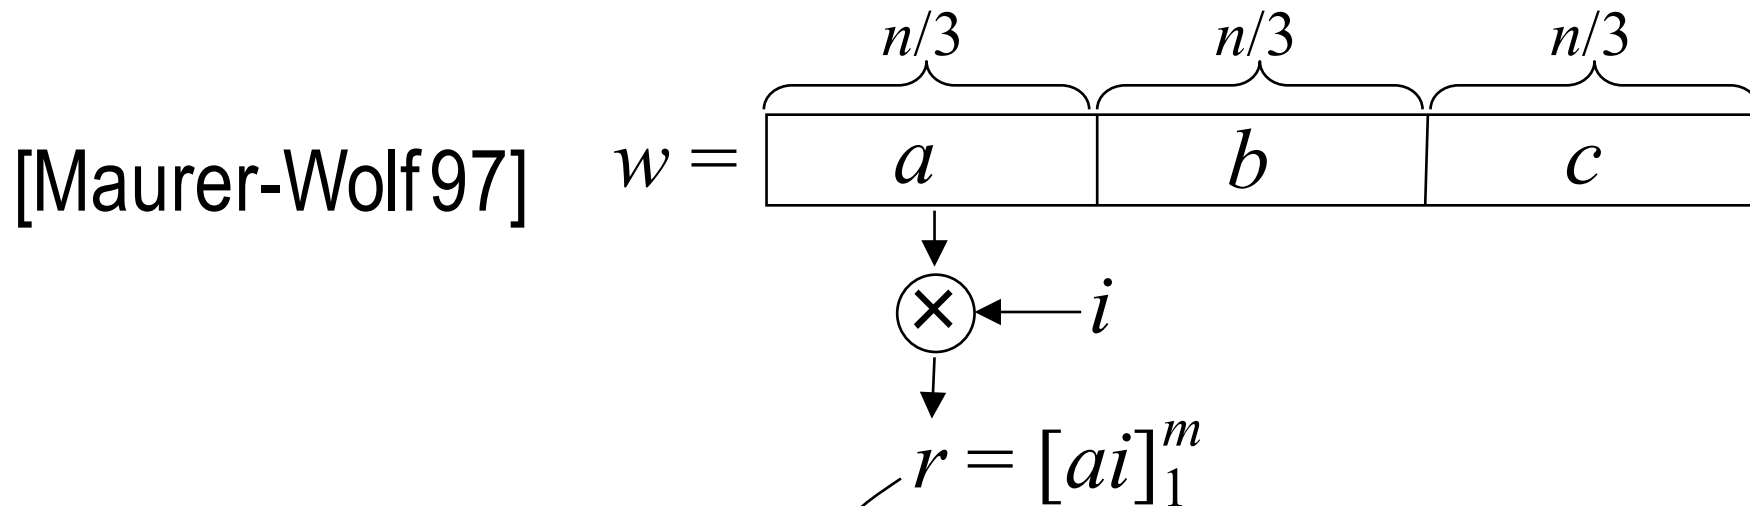 n/3 n/3 n/3
[Maurer-Wolf 97] w = a b c
× i
r = [ai]₁ᵐ